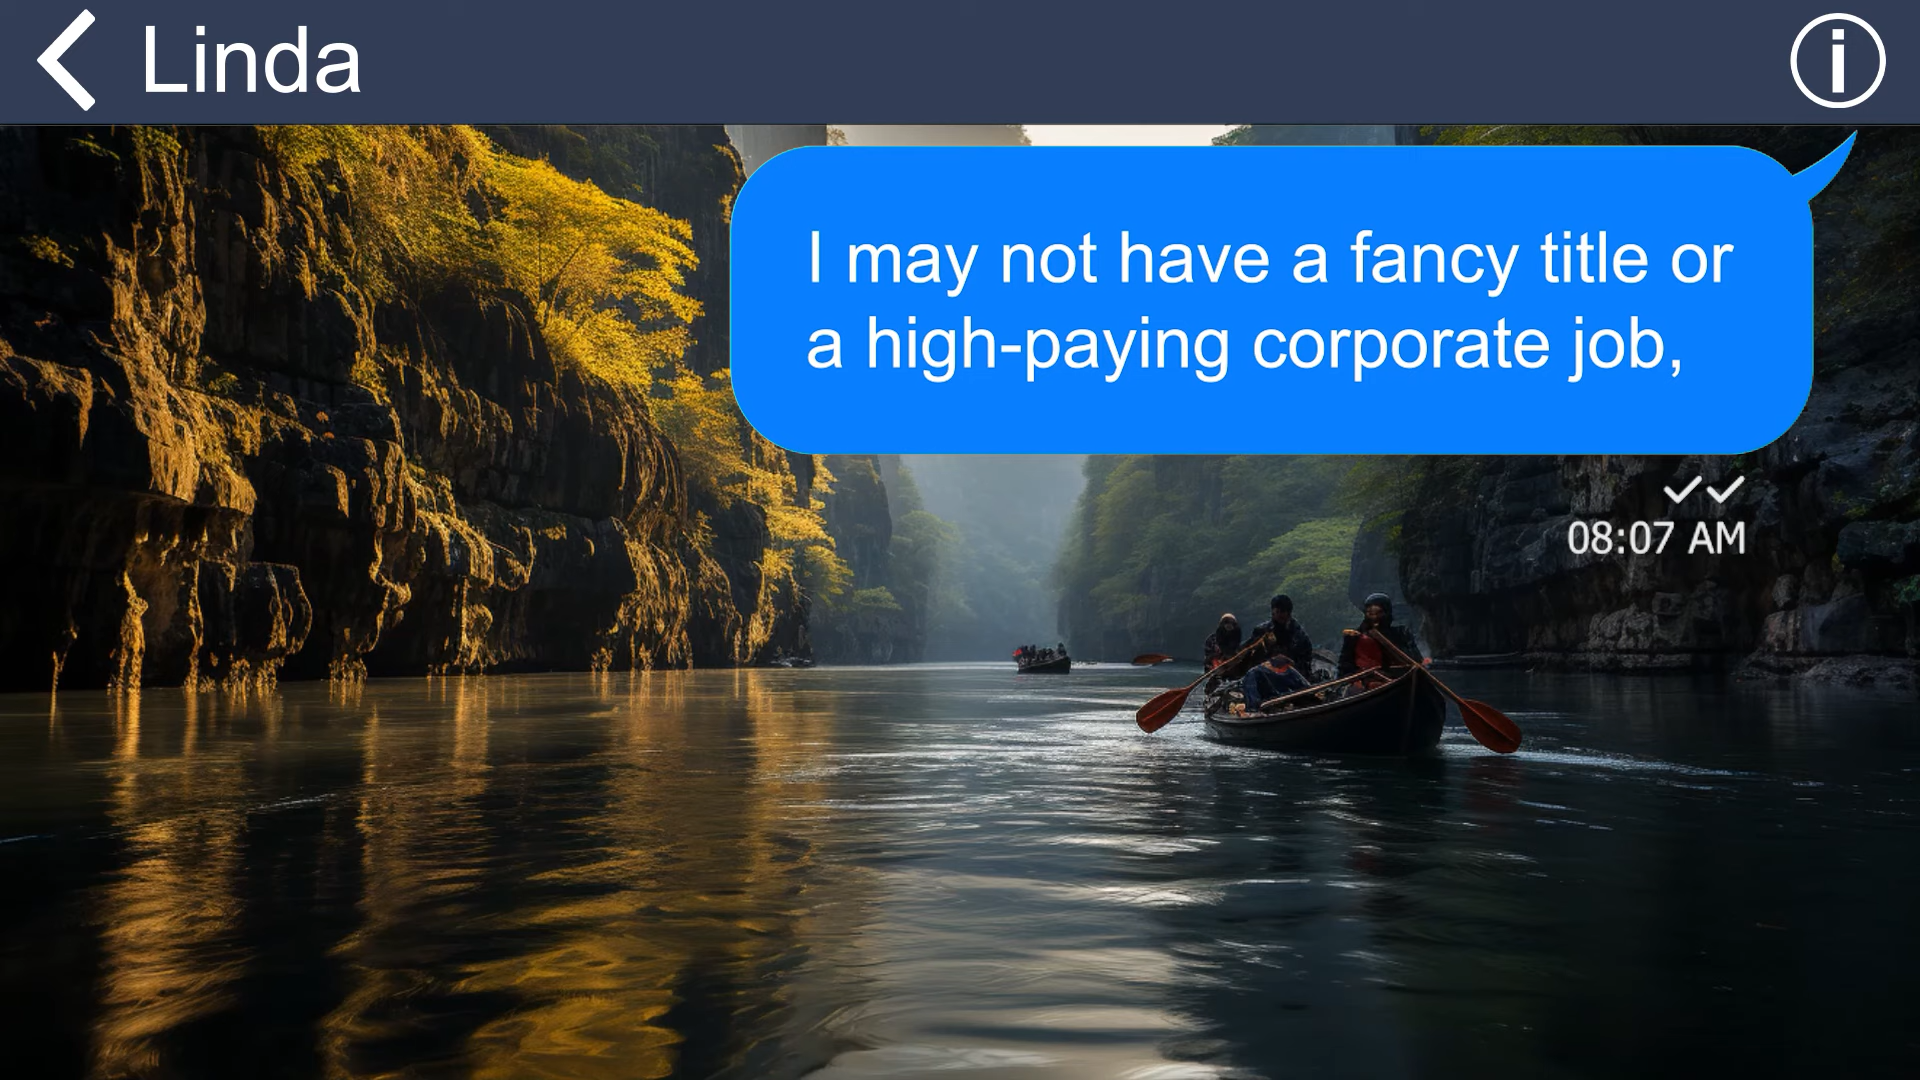 Linda
I may not have a fancy title or
a high-paying corporate job,
08:07 AM